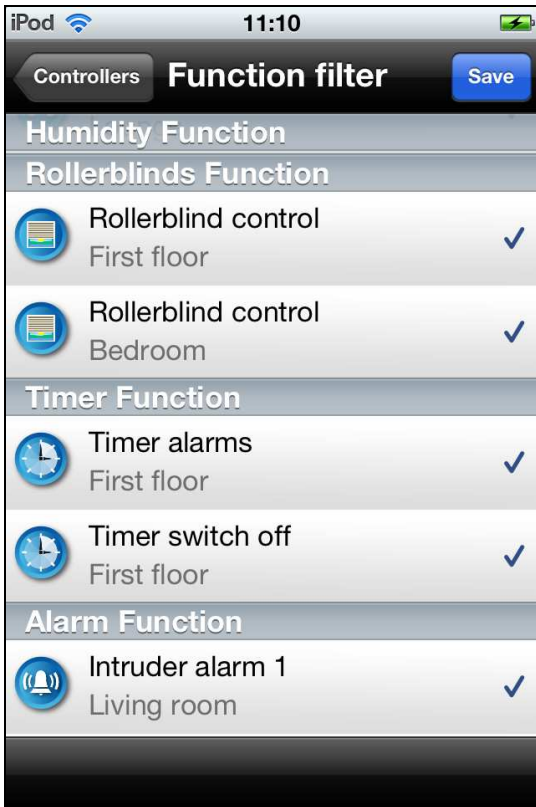 iPod 11:10
Controllers Function filter Save
Humidity Function
Rollerblinds Function
Rollerblind control
First floor
Rollerblind control
Bedroom
Timer Function
Timer alarms
First floor
Timer switch off
First floor
Alarm Function
Intruder alarm 1
Living room